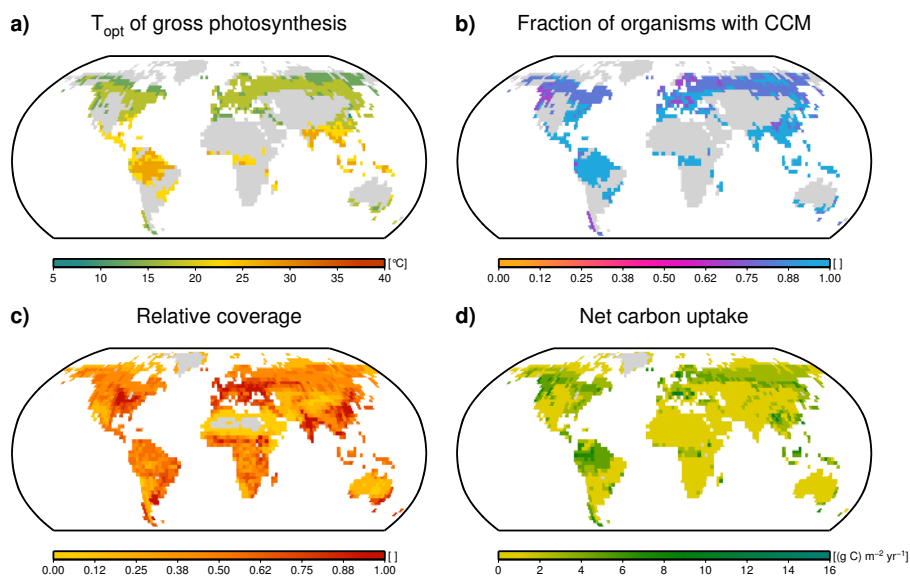 a) Topt of gross photosynthesis
b) Fraction of organisms with CCM
5 10 15 20 25 30 35 40 [°C]
0.00 0.12 0.25 0.38 0.50 0.62 0.75 0.88 1.00 [ ]
c) Relative coverage
d) Net carbon uptake
0.00 0.12 0.25 0.38 0.50 0.62 0.75 0.88 1.00 [ ]
0 2 4 6 8 10 12 14 16 [(g C) m⁻² yr⁻¹]